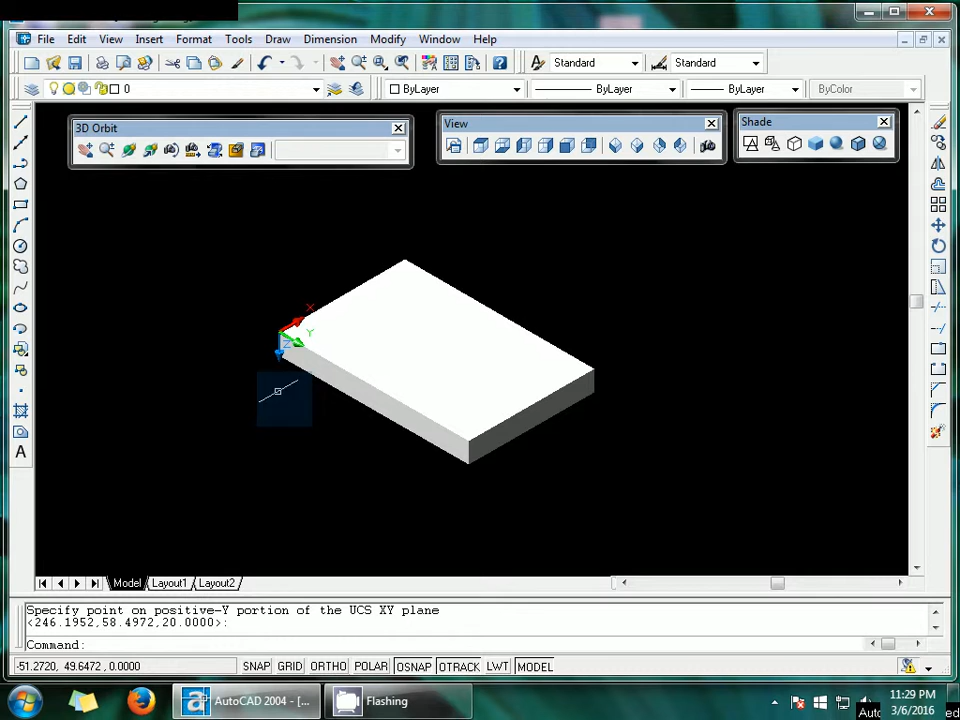 File Edit View Insert Format Tools Draw Dimension Modify Window Help
Standard Standard
0 ByLayer ByLayer ByLayer ByColor
3D Orbit
View
Shade
A
X
Y
Z
Model Layout1 Layout2
Specify point on positive-Y portion of the UCS XY plane
<246.1952,58.4972,20.0000>:
Command:
-51.2720, 49.6472, 0.0000 SNAP GRID ORTHO POLAR OSNAP OTRACK LWT MODEL
AutoCAD 2004 - [... Flashing
11:29 PM
3/6/2016